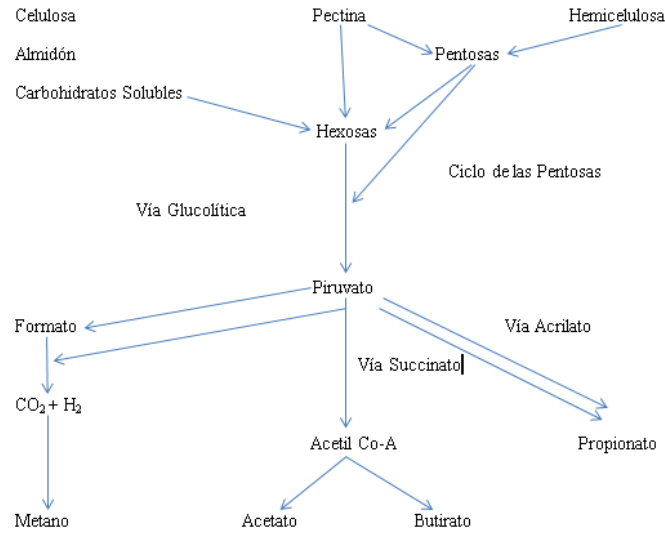 Celulosa Pectina Hemicelulosa
Almidón Pentosas
Carbohidratos Solubles
Hexosas
Ciclo de las Pentosas
Vía Glucolítica
Piruvato
Formato Vía Acrilato
Vía Succinato
CO₂ + H₂
Acetil Co-A Propionato
Metano Acetato Butirato